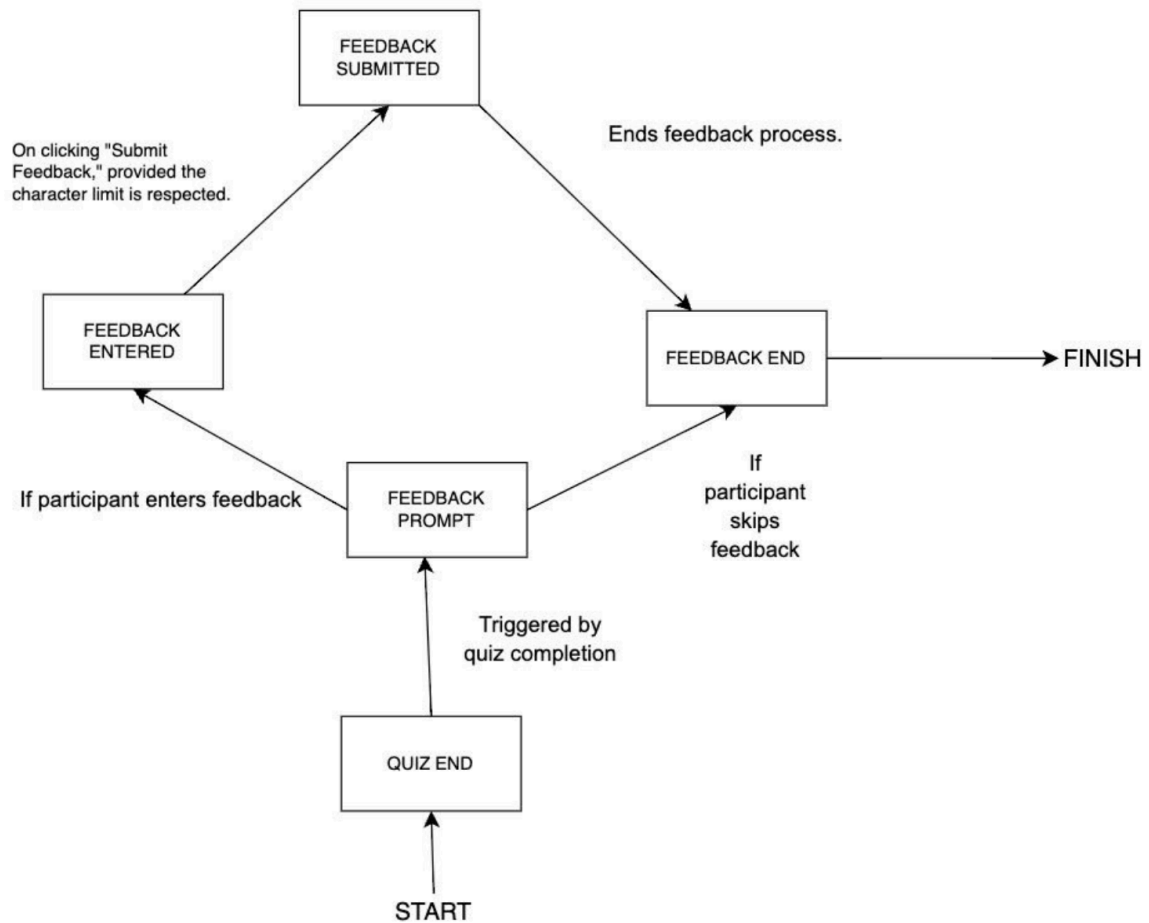 FEEDBACK
SUBMITTED
On clicking "Submit
Feedback," provided the
character limit is respected.
Ends feedback process.
FEEDBACK
ENTERED
FEEDBACK END
FINISH
If participant enters feedback
FEEDBACK
PROMPT
If
participant
skips
feedback
Triggered by
quiz completion
QUIZ END
START